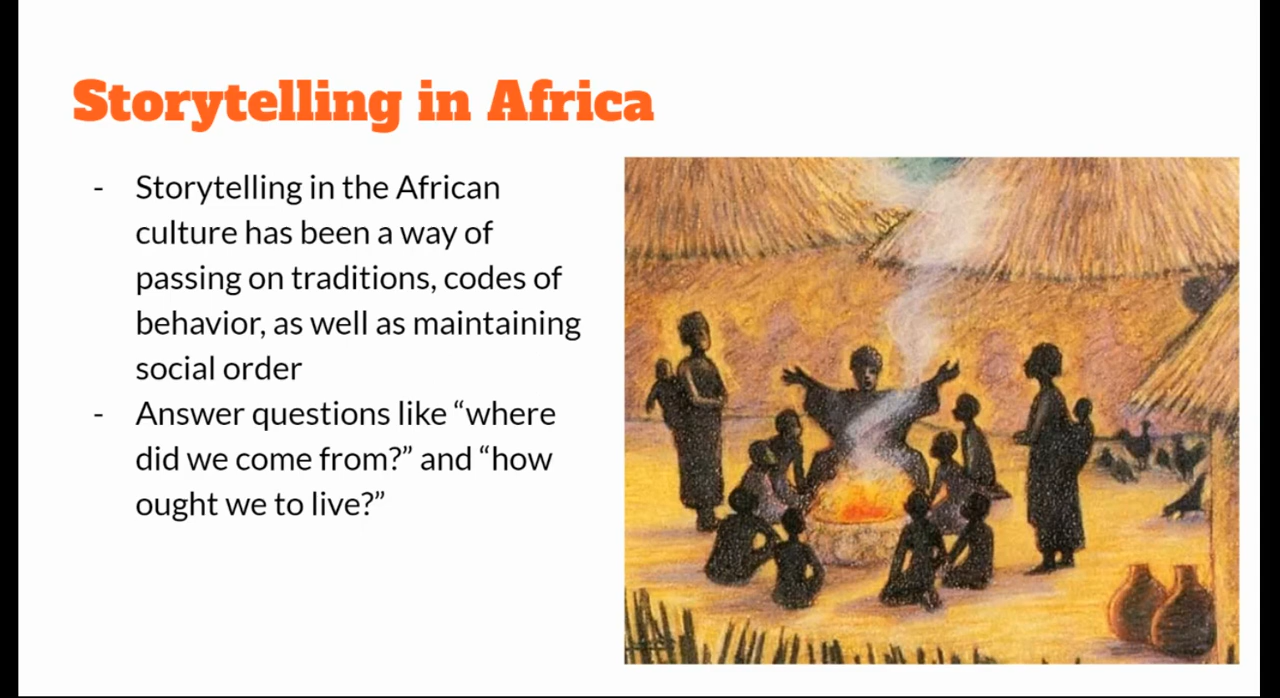 Storytelling in Africa
- Storytelling in the African
culture has been a way of
passing on traditions, codes of
behavior, as well as maintaining
social order
- Answer questions like “where
did we come from?” and “how
ought we to live?”